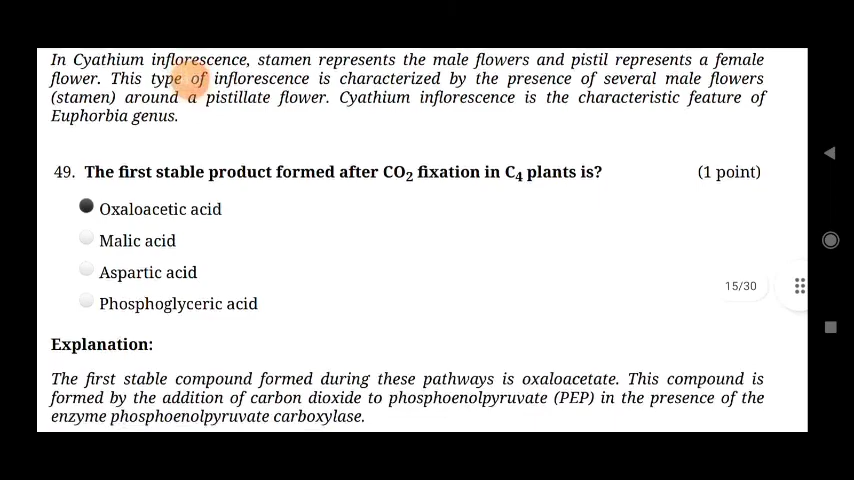 In Cyathium inflorescence, stamen represents the male flowers and pistil represents a female
flower. This type of inflorescence is characterized by the presence of several male flowers
(stamen) around a pistillate flower. Cyathium inflorescence is the characteristic feature of
Euphorbia genus.
49. The first stable product formed after CO₂ fixation in C₄ plants is? (1 point)
Oxaloacetic acid
Malic acid
Aspartic acid
15/30
Phosphoglyceric acid
Explanation:
The first stable compound formed during these pathways is oxaloacetate. This compound is
formed by the addition of carbon dioxide to phosphoenolpyruvate (PEP) in the presence of the
enzyme phosphoenolpyruvate carboxylase.